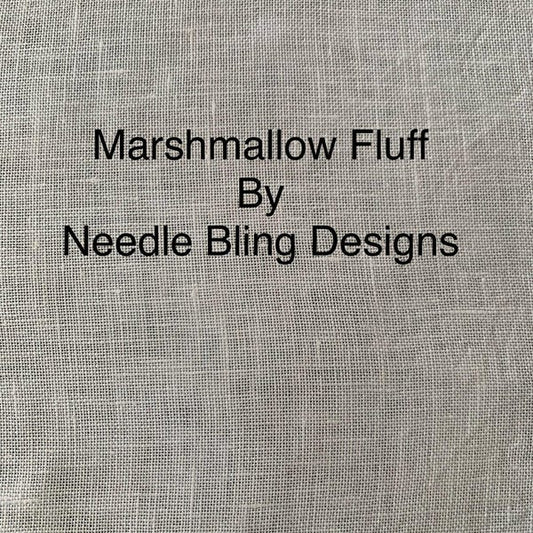 Marshmallow Fluff
By
Needle Bling Designs